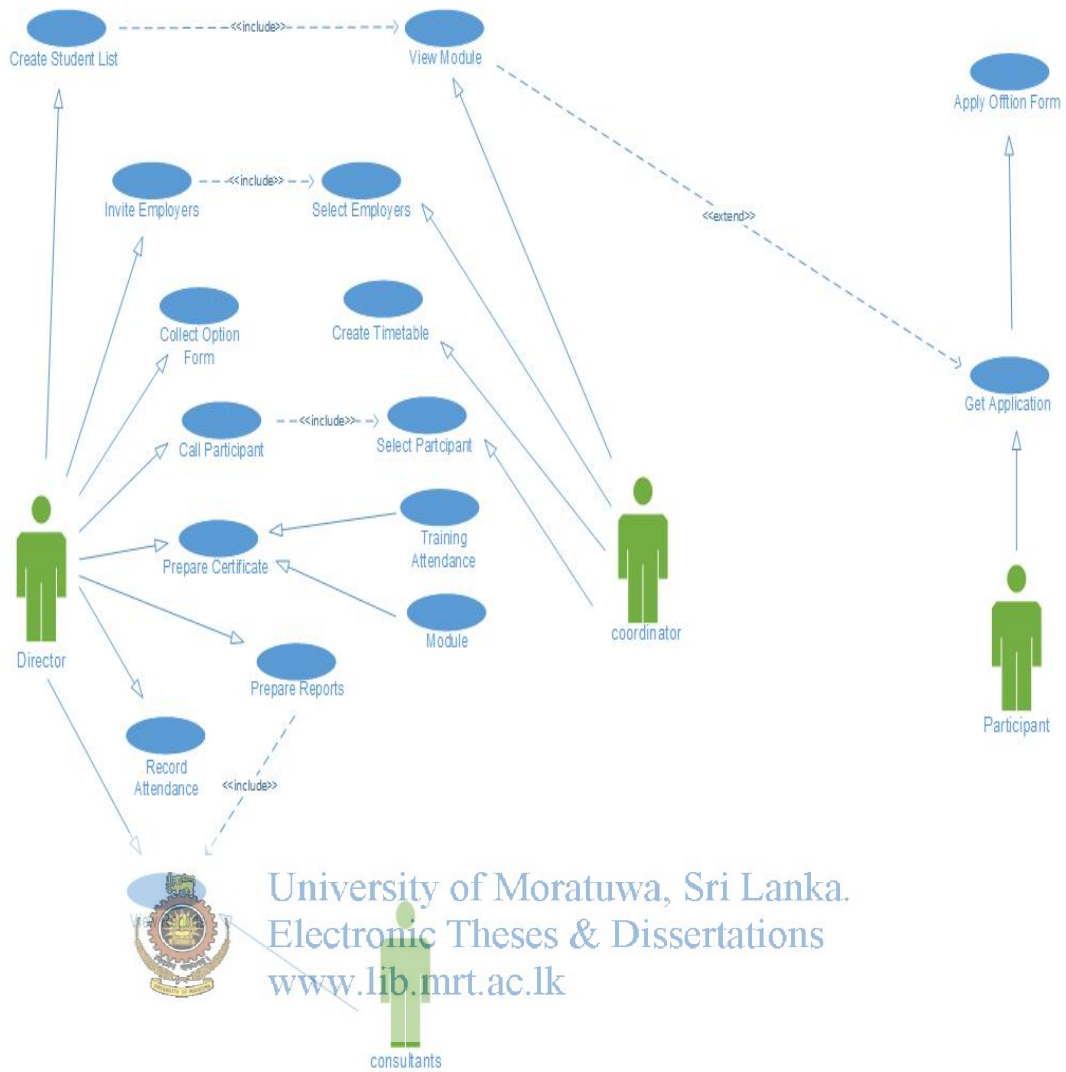 <<include>>
Create Student List
View Module
Apply Offtion Form
<<include>>
Invite Employers
Select Employers
<<extend>>
Collect Option
Form
Create Timetable
Get Application
<<include>>
Call Participant
Select Partcipant
Training
Attendance
Prepare Certificate
Module
coordinator
Director
Prepare Reports
Participant
Record
Attendance
<<include>>
University of Moratuwa, Sri Lanka.
Electronic Theses & Dissertations
www.lib.mrt.ac.lk
consultants